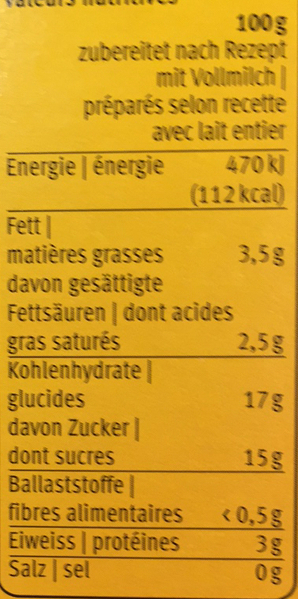 valeurs nutritives
100g
zubereitet nach Rezept
mit Vollmilch |
préparés selon recette
avec lait entier
Energie | énergie 470 kJ
(112 kcal)
Fett |
matières grasses 3,5g
davon gesättigte
Fettsäuren | dont acides
gras saturés 2,5g
Kohlenhydrate |
glucides 17g
davon Zucker |
dont sucres 15g
Ballaststoffe |
fibres alimentaires <0,5g
Eiweiss | protéines 3g
Salz | sel 0g